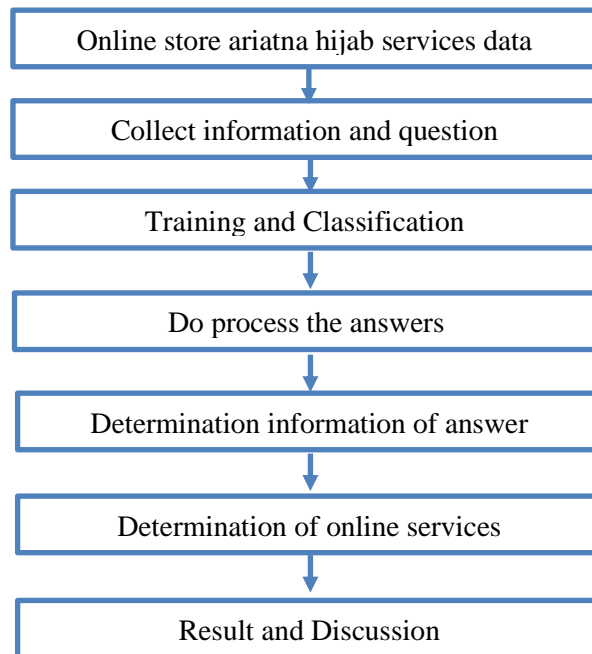 Online store ariatna hijab services data
Collect information and question
Training and Classification
Do process the answers
Determination information of answer
Determination of online services
Result and Discussion